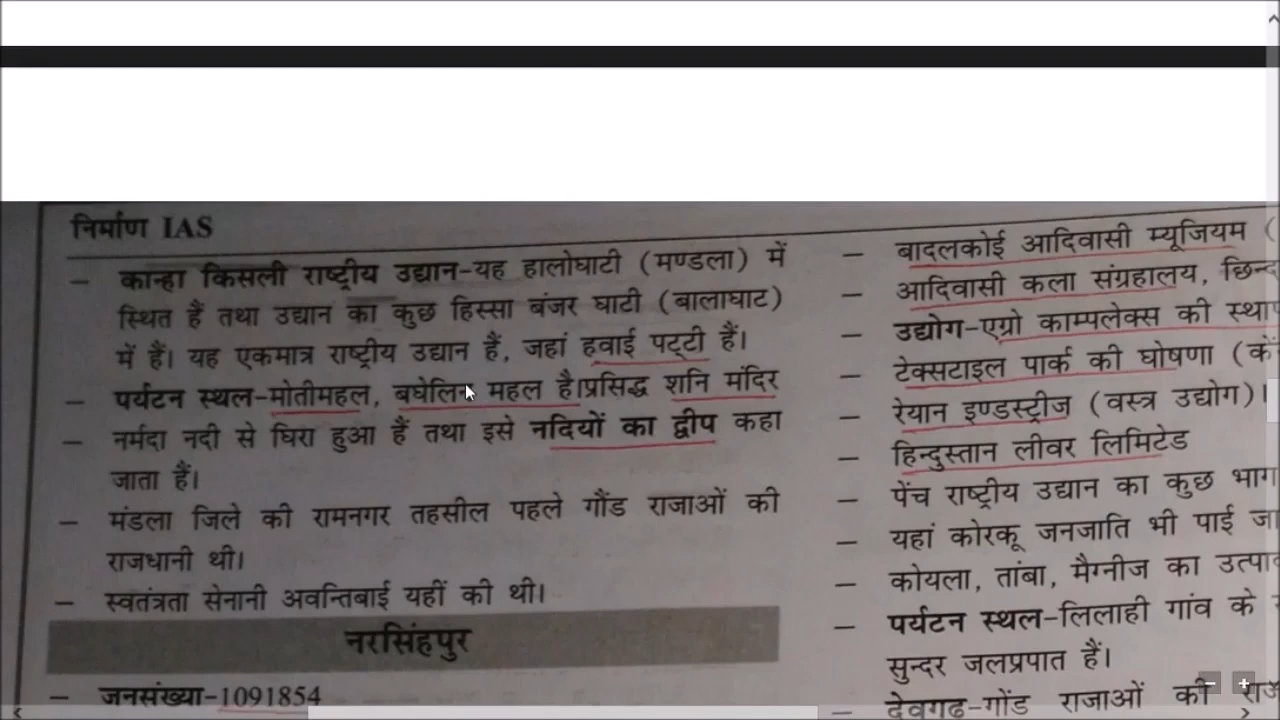 निर्माण IAS
– कान्हा किसली राष्ट्रीय उद्यान-यह हालोघाटी (मण्डला) में
स्थित हैं तथा उद्यान का कुछ हिस्सा बंजर घाटी (बालाघाट)
में हैं। यह एकमात्र राष्ट्रीय उद्यान हैं, जहां हवाई पट्टी हैं।
– पर्यटन स्थल-मोतीमहल, बघेलिन महल है।प्रसिद्ध शनि मंदिर
– नर्मदा नदी से घिरा हुआ हैं तथा इसे नदियों का द्वीप कहा
जाता हैं।
– मंडला जिले की रामनगर तहसील पहले गौंड राजाओं की
राजधानी थी।
– स्वतंत्रता सेनानी अवन्तिबाई यहीं की थी।
नरसिंहपुर
– जनसंख्या-1091854
– बादलकोई आदिवासी म्यूजियम (
– आदिवासी कला संग्रहालय,
– उद्योग-एग्रो काम्पलेक्स की
– टेक्सटाइल पार्क की घोषणा
– रेयान इण्डस्ट्रीज (वस्त्र उद्योग)।
– हिन्दुस्तान लीवर लिमिटेड
– पेंच राष्ट्रीय उद्यान का कुछ भाग
यहां कोरकू जनजाति भी पाई
– कोयला, तांबा, मैग्नीज का
– पर्यटन स्थल-लिलाही गांव के
सुन्दर जलप्रपात हैं।
– देवगढ-गोंड राजाओं की